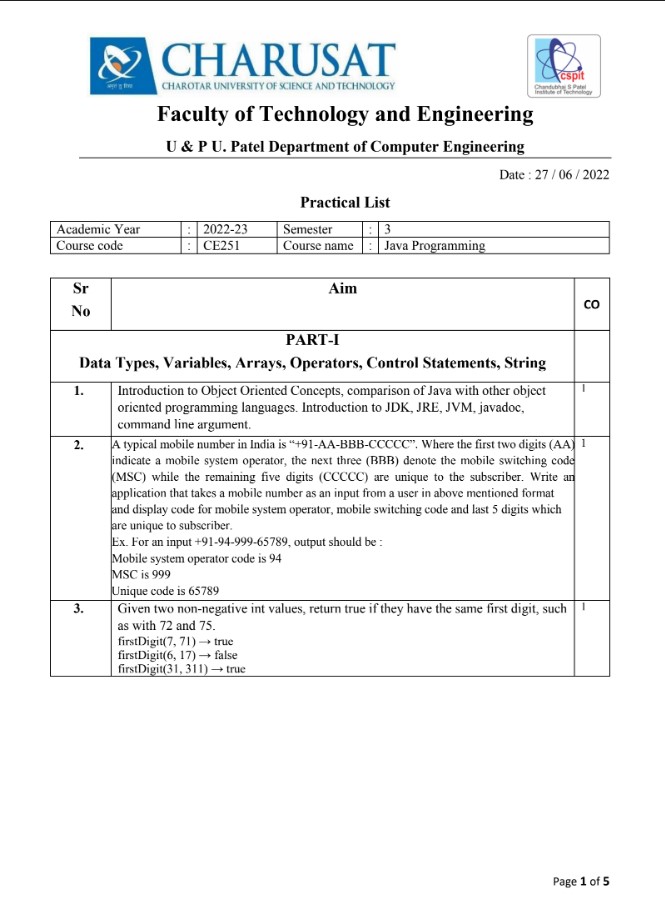 CHARUSAT
CHAROTAR UNIVERSITY OF SCIENCE AND TECHNOLOGY
cspit
Chandubhai S Patel
Institute of Technology
Faculty of Technology and Engineering
U & P U. Patel Department of Computer Engineering
Date : 27 / 06 / 2022
Practical List
Academic Year : 2022-23 Semester : 3
Course code : CE251 Course name : Java Programming
Sr No Aim CO
PART-I
Data Types, Variables, Arrays, Operators, Control Statements, String
1. Introduction to Object Oriented Concepts, comparison of Java with other object 1
oriented programming languages. Introduction to JDK, JRE, JVM, javadoc,
command line argument.
2. A typical mobile number in India is “+91-AA-BBB-CCCCC”. Where the first two digits (AA) 1
indicate a mobile system operator, the next three (BBB) denote the mobile switching code
(MSC) while the remaining five digits (CCCCC) are unique to the subscriber. Write an
application that takes a mobile number as an input from a user in above mentioned format
and display code for mobile system operator, mobile switching code and last 5 digits which
are unique to subscriber.
Ex. For an input +91-94-999-65789, output should be :
Mobile system operator code is 94
MSC is 999
Unique code is 65789
3. Given two non-negative int values, return true if they have the same first digit, such 1
as with 72 and 75.
firstDigit(7, 71) → true
firstDigit(6, 17) → false
firstDigit(31, 311) → true
Page 1 of 5